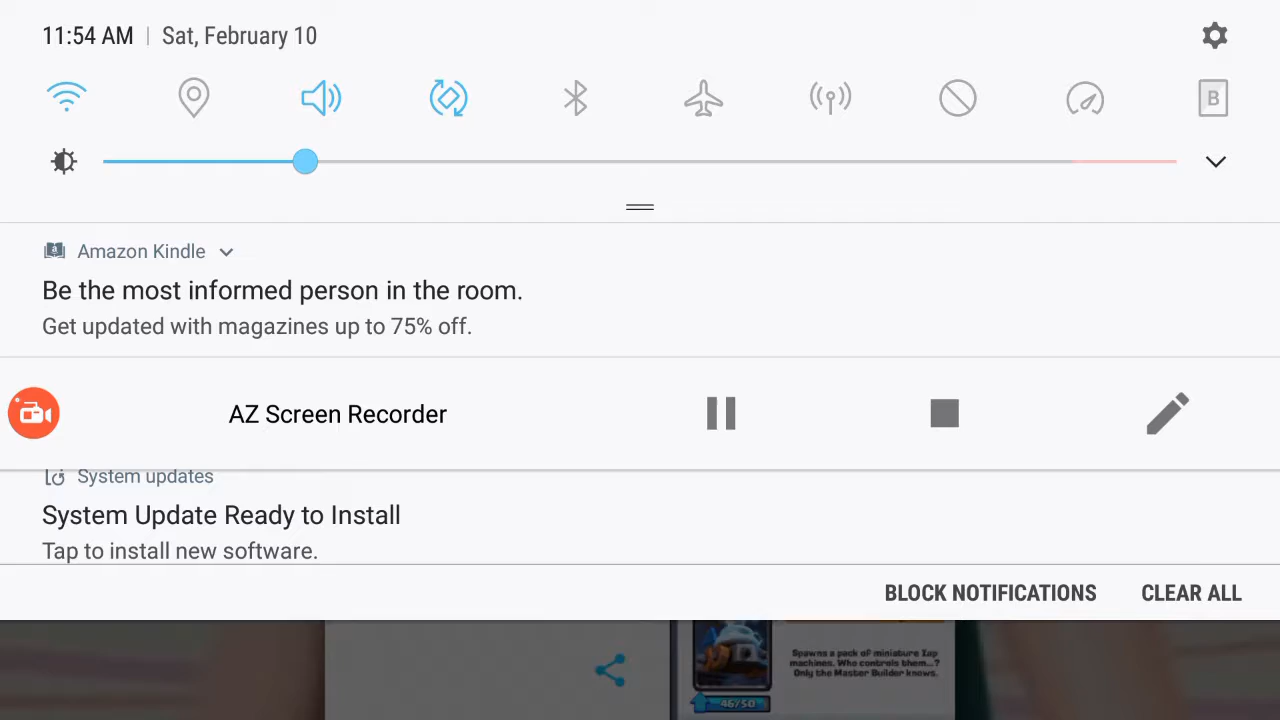 11:54 AM | Sat, February 10
B
Amazon Kindle
Be the most informed person in the room.
Get updated with magazines up to 75% off.
AZ Screen Recorder
System updates
System Update Ready to Install
Tap to install new software.
BLOCK NOTIFICATIONS CLEAR ALL
Spawns a pack of miniature Zap
machines. Who controls them...?
Only the Master Builder knows.
46/50